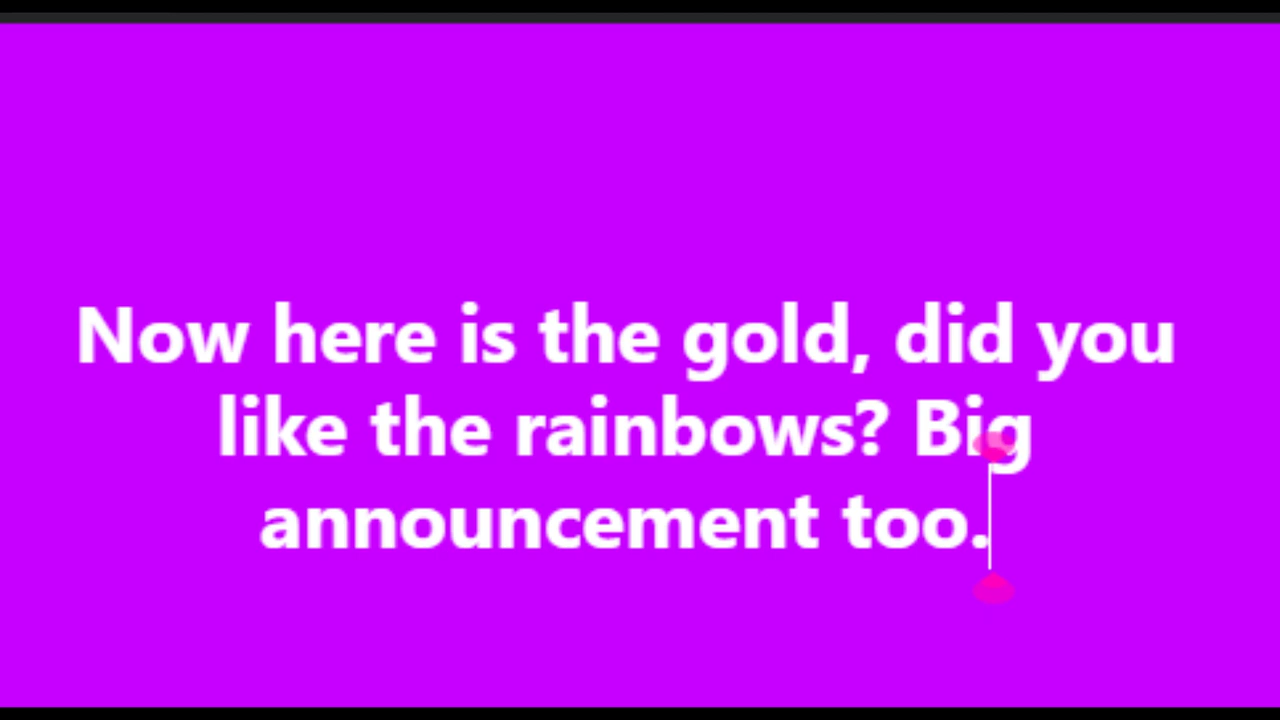 Now here is the gold, did you
like the rainbows? Big
announcement too.